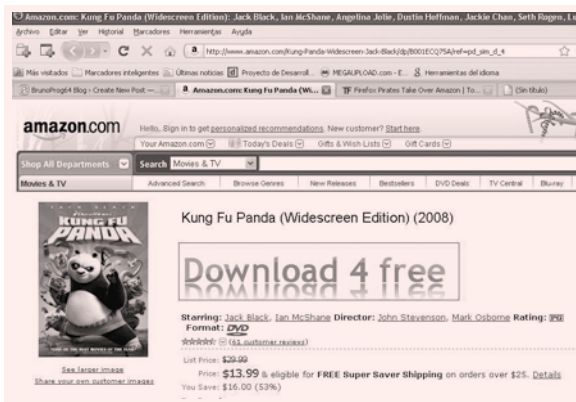 Amazon.com: Kung Fu Panda (Widescreen Edition): Jack Black, Ian McShane, Angelina Jolie, Dustin Hoffman, Jackie Chan, Seth Rogen, Lu
Archivo Editar Ver Historial Marcadores Herramientas Ayuda
http://www.amazon.com/Kung-Fu-Panda-Widescreen-Jack-Black/dp/B001ECQ75A/ref=pd_sim_d_4
Más visitados Marcadores inteligentes Últimas noticias Proyecto de Desarroll... MEGAUPLOAD.com - E... Herramientas del idioma
BrunoProg64 Blog › Create New Post —... Amazon.com: Kung Fu Panda (Wi... TF Firefox Pirates Take Over Amazon | To... (Sin título)
amazon.com
Hello. Sign in to get personalized recommendations. New customer? Start here.
Your Amazon.com Today's Deals Gifts & Wish Lists Gift Cards
Shop All Departments Search Movies & TV
Movies & TV Advanced Search Browse Genres New Releases Bestsellers DVD Deals TV Central Blu-ray
JACK BLACK
KUNG FU
PANDA
Kung Fu Panda (Widescreen Edition) (2008)
Download 4 free
Starring: Jack Black, Ian McShane Director: John Stevenson, Mark Osborne Rating: PG
Format: DVD
(61 customer reviews)
List Price: $29.99
Price: $13.99 & eligible for FREE Super Saver Shipping on orders over $25. Details
You Save: $16.00 (53%)
See larger image
Share your own customer images